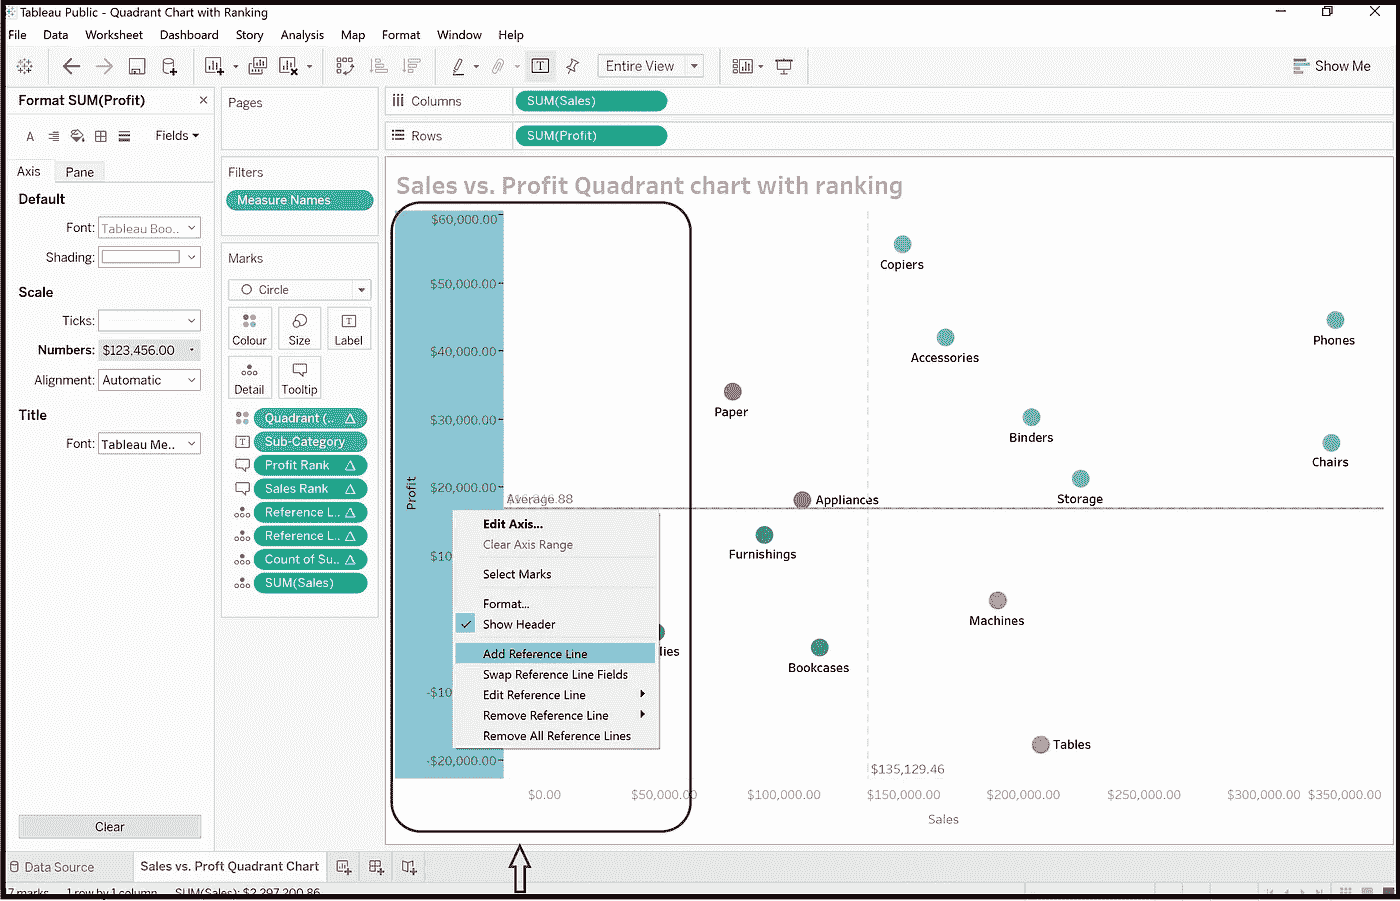 Tableau Public - Quadrant Chart with Ranking
File Data Worksheet Dashboard Story Analysis Map Format Window Help
Entire View
Show Me
Format SUM(Profit)
Fields
Axis Pane
Default
Font: Tableau Boo..
Shading:
Scale
Ticks:
Numbers: $123,456.00
Alignment: Automatic
Title
Font: Tableau Me..
Clear
Pages
Filters
Measure Names
Marks
Circle
Colour Size Label
Detail Tooltip
Quadrant (..
Sub-Category
Profit Rank
Sales Rank
Reference L..
Reference L..
Count of Su..
SUM(Sales)
Columns SUM(Sales)
Rows SUM(Profit)
Sales vs. Profit Quadrant chart with ranking
$60,000.00
$50,000.00
$40,000.00
$30,000.00
$20,000.00
$10
-$10
-$20,000.00
Profit
Average.88
Copiers
Phones
Accessories
Paper
Binders
Chairs
Storage
Appliances
Furnishings
Machines
lies
Bookcases
Tables
Edit Axis...
Clear Axis Range
Select Marks
Format...
Show Header
Add Reference Line
Swap Reference Line Fields
Edit Reference Line
Remove Reference Line
Remove All Reference Lines
$135,129.46
$0.00 $50,000.00 $100,000.00 $150,000.00 $200,000.00 $250,000.00 $300,000.00 $350,000.00
Sales
Data Source Sales vs. Proft Quadrant Chart
17 marks 1 row by 1 column SUM(Sales): $2,297,200.86